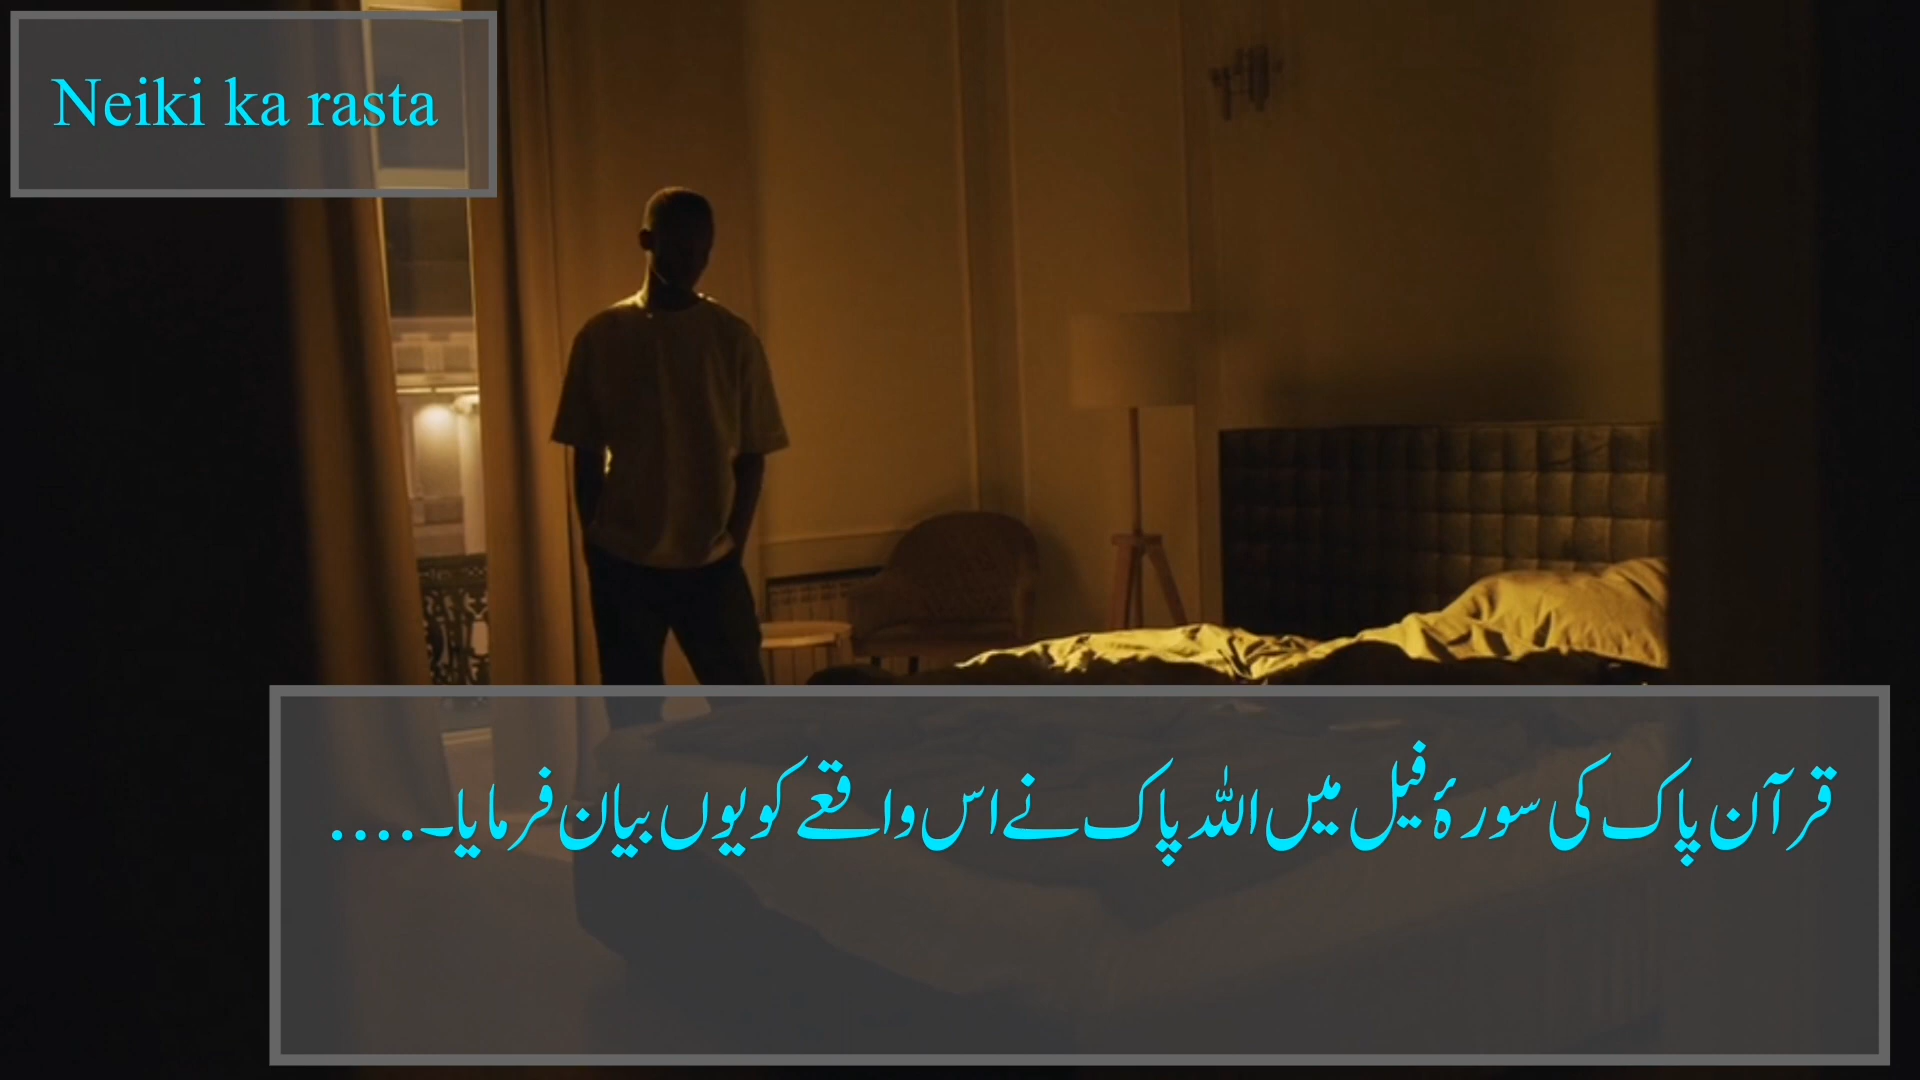 Neiki ka rasta
قرآن پاک کی سورۂ فیل میں اللہ پاک نے اس واقعے کو یوں بیان فرمایا۔....